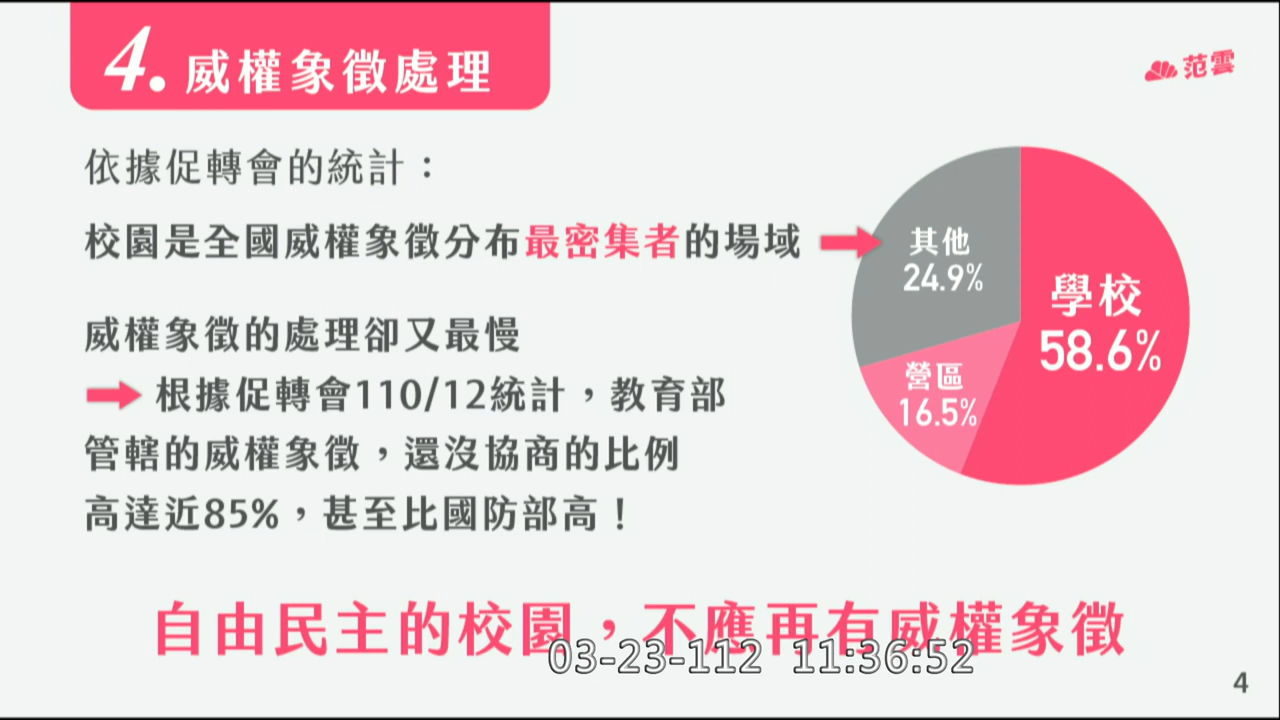 4. 威權象徵處理
范雲
依據促轉會的統計：
校園是全國威權象徵分布最密集者的場域
威權象徵的處理卻又最慢
根據促轉會110/12統計，教育部
管轄的威權象徵，還沒協商的比例
高達近85%，甚至比國防部高！
其他
24.9%
學校
58.6%
營區
16.5%
自由民主的校園，不應再有威權象徵
03-23-112 11:36:52
4